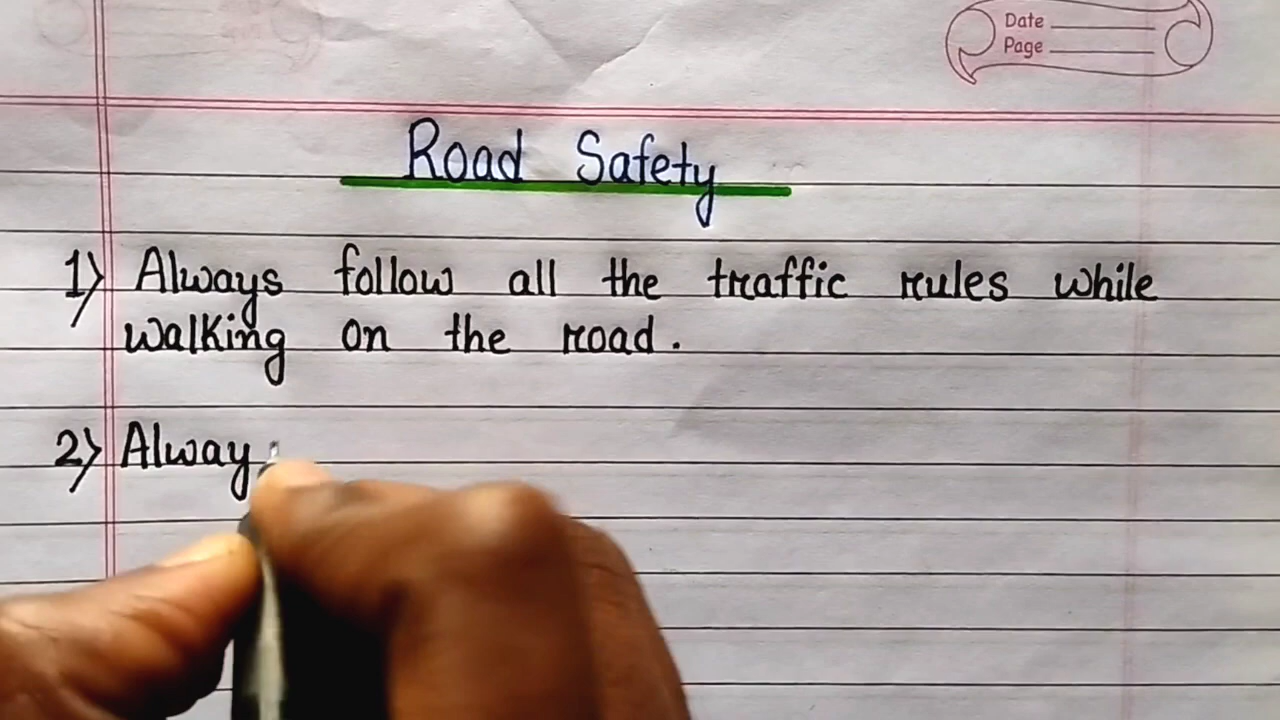 Date
Page
Road Safety
1) Always follow all the traffic rules while
walking on the road.
2) Alway